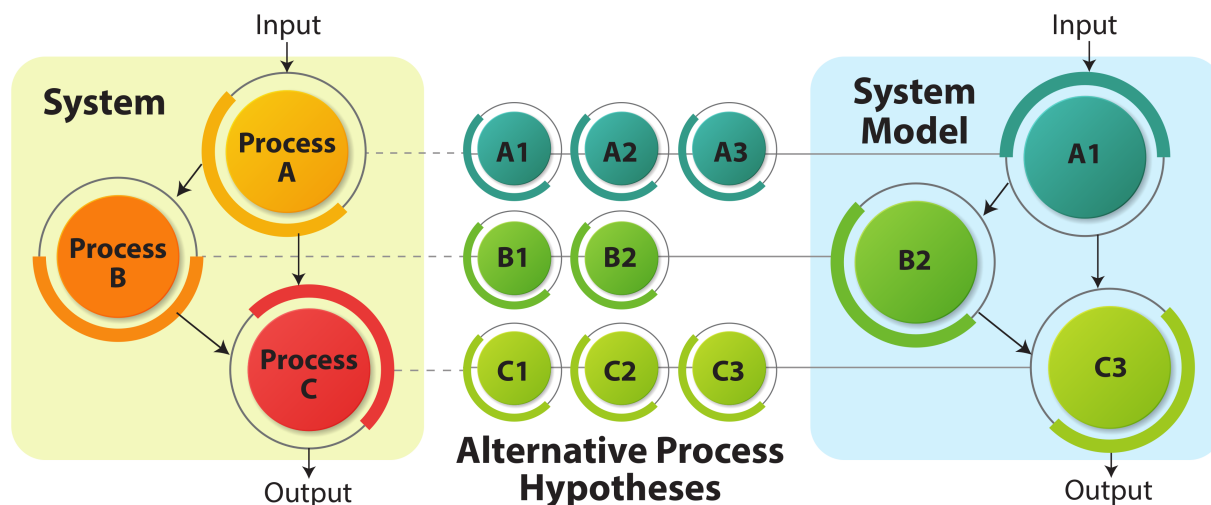 Input
System
Process
A
Process
B
Process
C
Output
A1
A2
A3
B1
B2
C1
C2
C3
Alternative Process
Hypotheses
Input
System
Model
A1
B2
C3
Output